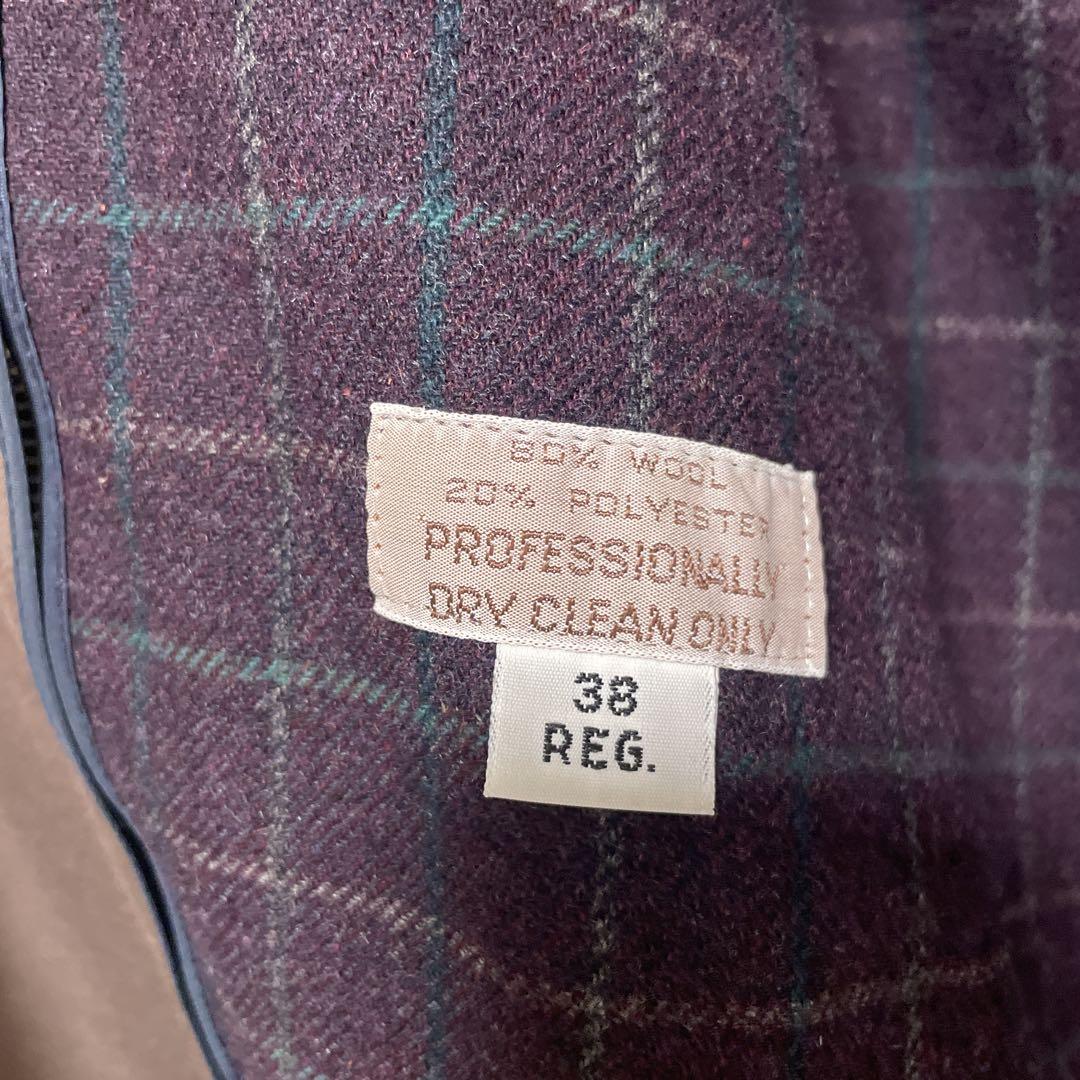 80% WOOL
20% POLYESTER
PROFESSIONALLY
DRY CLEAN ONLY
38
REG.